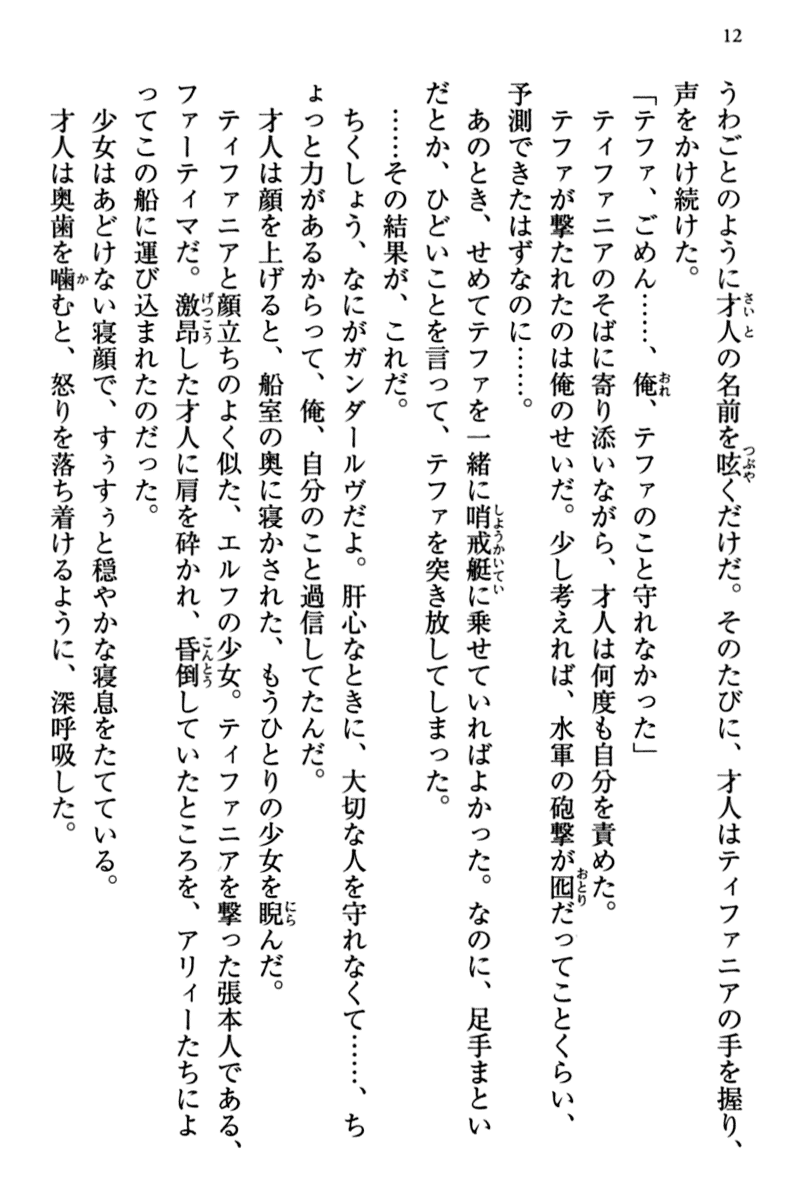 12
うわごとのように才人の名前を呟くだけだ。そのたびに、才人はティファニアの手を握り、
声をかけ続けた。
「テファ、ごめん……、俺、テファのこと守れなかった」
ティファニアのそばに寄り添いながら、才人は何度も自分を責めた。
テファが撃たれたのは俺のせいだ。少し考えれば、水軍の砲撃が囮だってことくらい、
予測できたはずなのに……。
あのとき、せめてテファを一緒に哨戒艇に乗せていればよかった。なのに、足手まとい
だとか、ひどいことを言って、テファを突き放してしまった。
……その結果が、これだ。
ちくしょう、なにがガンダールヴだよ。肝心なときに、大切な人を守れなくて……、ち
ょっと力があるからって、俺、自分のこと過信してたんだ。
才人は顔を上げると、船室の奥に寝かされた、もうひとりの少女を睨んだ。
ティファニアと顔立ちのよく似た、エルフの少女。ティファニアを撃った張本人である、
ファーティマだ。激昂した才人に肩を砕かれ、昏倒していたところを、アリィーたちによ
ってこの船に運び込まれたのだった。
少女はあどけない寝顔で、すぅすぅと穏やかな寝息をたてている。
才人は奥歯を噛むと、怒りを落ち着けるように、深呼吸した。